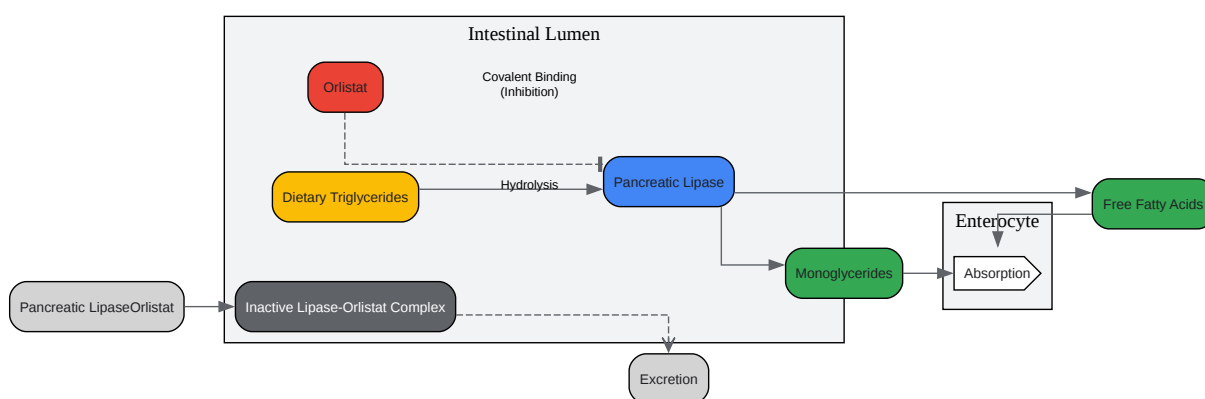 Intestinal Lumen
Orlistat
Covalent Binding
(Inhibition)
Pancreatic Lipase
Hydrolysis
Dietary Triglycerides
Free Fatty Acids
Enterocyte
Monoglycerides
Absorption
Pancreatic LipaseOrlistat
Inactive Lipase-Orlistat Complex
Excretion